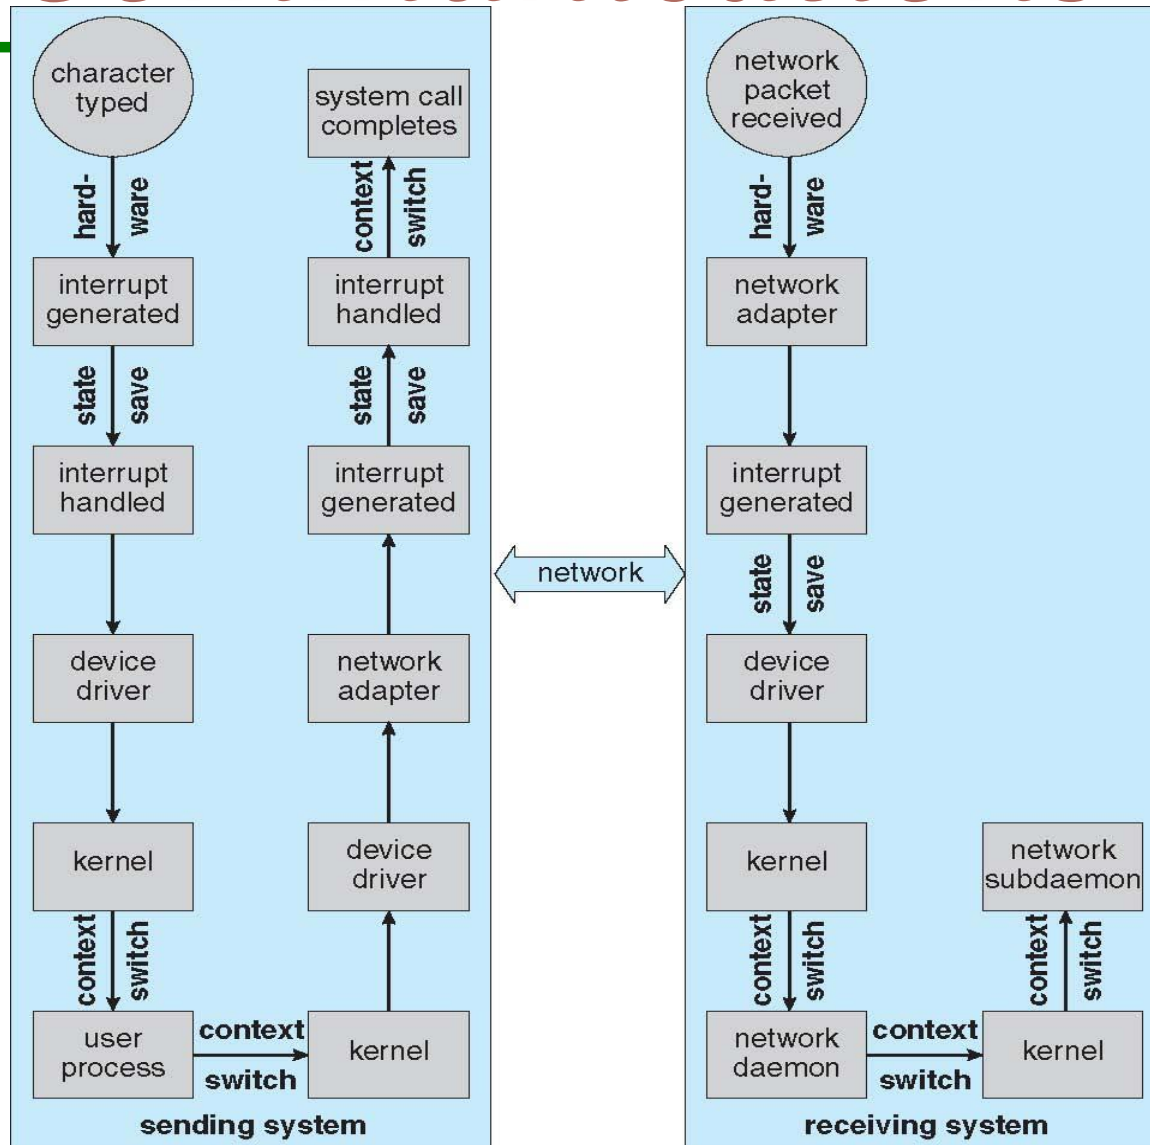 character
typed
hard-
ware
interrupt
generated
state
save
interrupt
handled
device
driver
kernel
context
switch
user
process
context
switch
kernel
device
driver
network
adapter
interrupt
generated
state
save
interrupt
handled
context
switch
system call
completes
sending system
network
network
packet
received
hard-
ware
network
adapter
interrupt
generated
state
save
device
driver
kernel
context
switch
network
daemon
context
switch
kernel
context
switch
network
subdaemon
receiving system